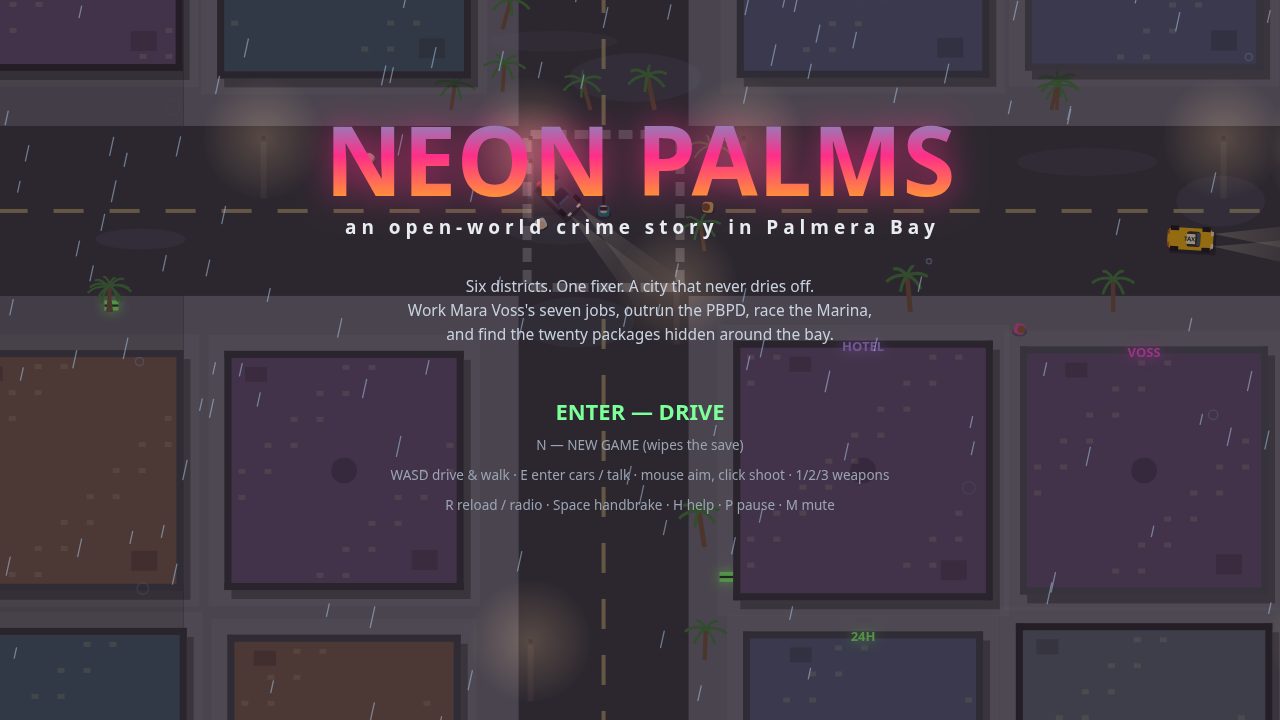 NEON PALMS
an open-world crime story in Palmera Bay
TAXI
Six districts. One fixer. A city that never dries off.
Work Mara Voss's seven jobs, outrun the PBPD, race the Marina,
and find the twenty packages hidden around the bay.
HOTEL
VOSS
ENTER — DRIVE
N — NEW GAME (wipes the save)
WASD drive & walk · E enter cars / talk · mouse aim, click shoot · 1/2/3 weapons
R reload / radio · Space handbrake · H help · P pause · M mute
24H